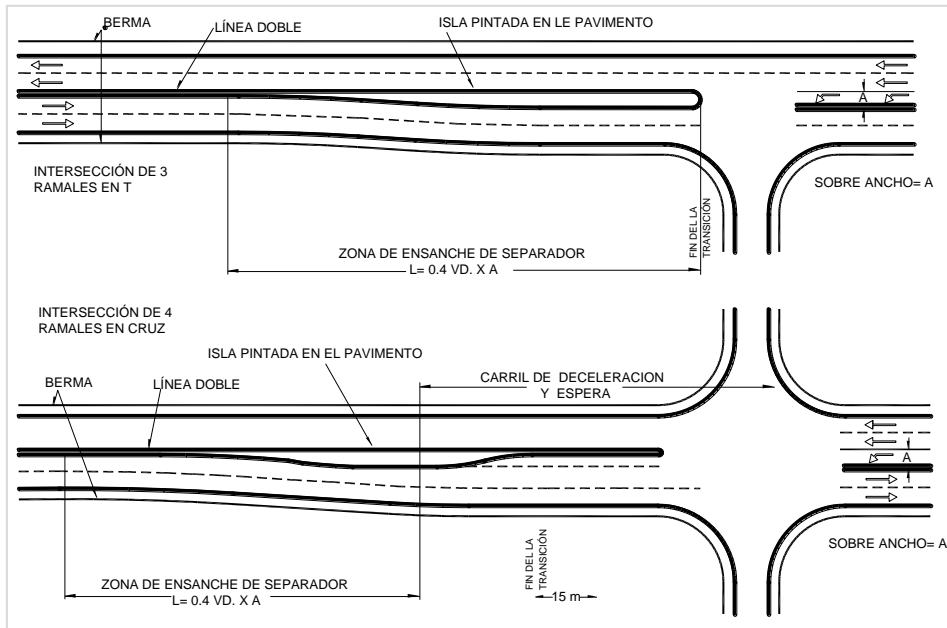 BERMA
LÍNEA DOBLE
ISLA PINTADA EN LE PAVIMENTO
A
INTERSECCIÓN DE 3
RAMALES EN T
SOBRE ANCHO= A
FIN DEL LA
TRANSICIÓN
ZONA DE ENSANCHE DE SEPARADOR
L= 0.4 VD. X A
INTERSECCIÓN DE 4
RAMALES EN CRUZ
ISLA PINTADA EN EL PAVIMENTO
BERMA
LÍNEA DOBLE
CARRIL DE DECELERACION
Y ESPERA
A
SOBRE ANCHO= A
FIN DEL LA
TRANSICIÓN
ZONA DE ENSANCHE DE SEPARADOR
L= 0.4 VD. X A
15 m